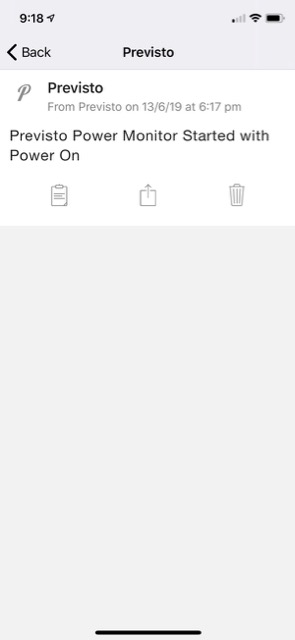 9:18
Back Previsto
Previsto
From Previsto on 13/6/19 at 6:17 pm
Previsto Power Monitor Started with
Power On